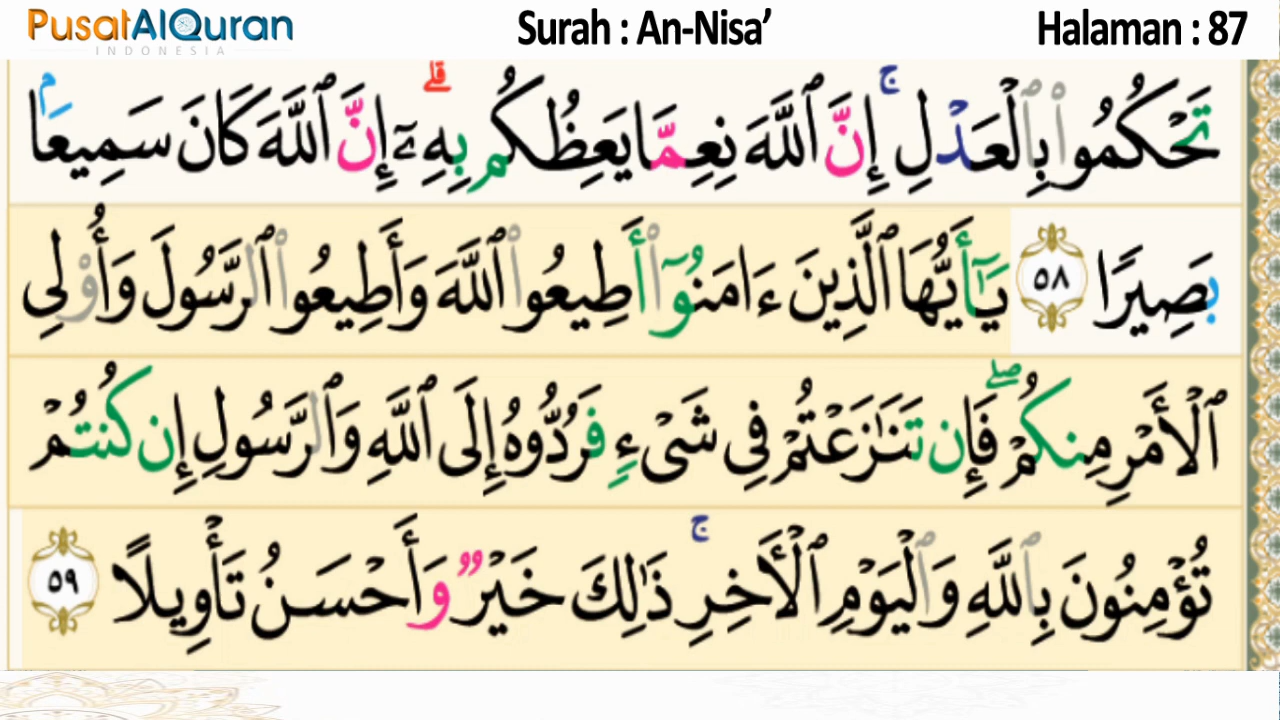 PusatAlQuran
INDONESIA
Surah : An-Nisa’
Halaman : 87
تَحْكُمُوا۟ بِٱلْعَدْلِ ۚ إِنَّ ٱللَّهَ نِعِمَّا يَعِظُكُم بِهِۦٓ ۗ إِنَّ ٱللَّهَ كَانَ سَمِيعًۢا
بَصِيرًا ٥٨ يَـٰٓأَيُّهَا ٱلَّذِينَ ءَامَنُوٓا۟ أَطِيعُوا۟ ٱللَّهَ وَأَطِيعُوا۟ ٱلرَّسُولَ وَأُو۟لِى
ٱلْأَمْرِ مِنكُمْ ۖ فَإِن تَنَـٰزَعْتُمْ فِى شَىْءٍ فَرُدُّوهُ إِلَى ٱللَّهِ وَٱلرَّسُولِ إِن كُنتُمْ
تُؤْمِنُونَ بِٱللَّهِ وَٱلْيَوْمِ ٱلْأَخِرِ ۚ ذَٰلِكَ خَيْرٌ وَأَحْسَنُ تَأْوِيلًا ٥٩